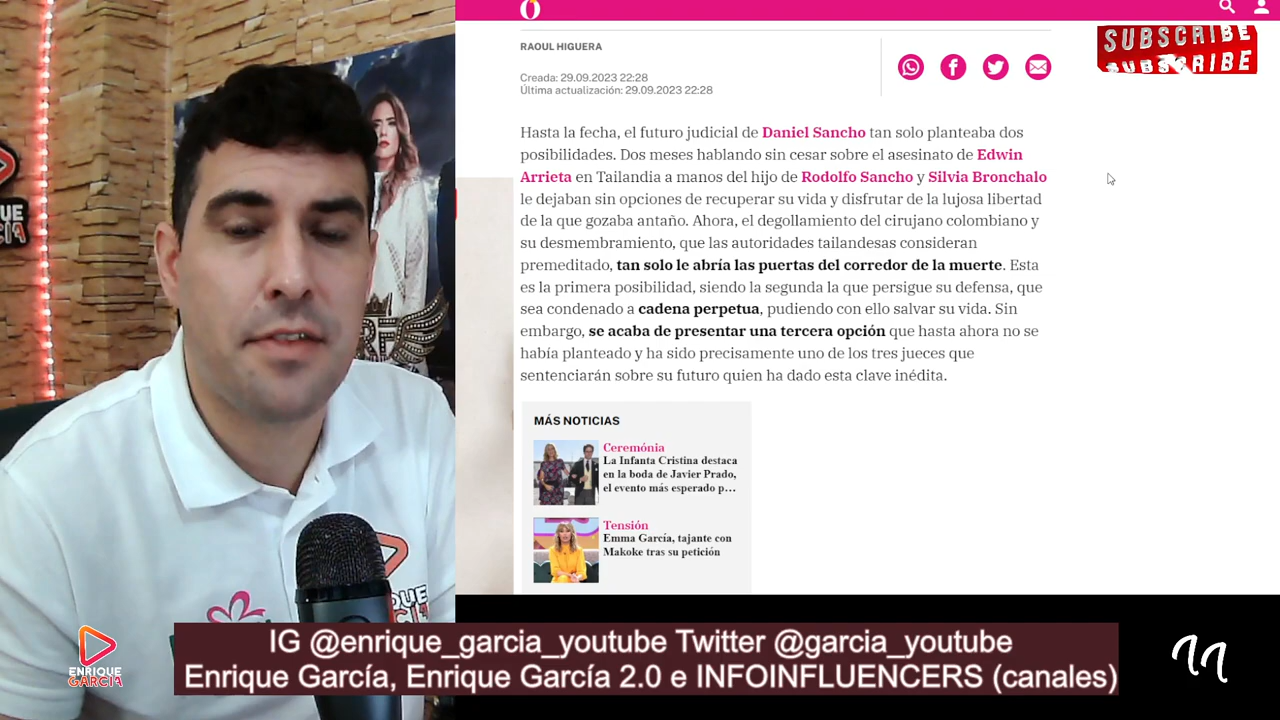 RAOUL HIGUERA
Creada: 29.09.2023 22:28
Última actualización: 29.09.2023 22:28
SUBSCRIBE
SUBSCRIBE
Hasta la fecha, el futuro judicial de Daniel Sancho tan solo planteaba dos
posibilidades. Dos meses hablando sin cesar sobre el asesinato de Edwin
Arrieta en Tailandia a manos del hijo de Rodolfo Sancho y Silvia Bronchalo
le dejaban sin opciones de recuperar su vida y disfrutar de la lujosa libertad
de la que gozaba antaño. Ahora, el degollamiento del cirujano colombiano y
su desmembramiento, que las autoridades tailandesas consideran
premeditado, tan solo le abría las puertas del corredor de la muerte. Esta
es la primera posibilidad, siendo la segunda la que persigue su defensa, que
sea condenado a cadena perpetua, pudiendo con ello salvar su vida. Sin
embargo, se acaba de presentar una tercera opción que hasta ahora no se
había planteado y ha sido precisamente uno de los tres jueces que
sentenciarán sobre su futuro quien ha dado esta clave inédita.
MÁS NOTICIAS
Ceremónia
La Infanta Cristina destaca
en la boda de Javier Prado,
el evento más esperado p...
Tensión
Emma García, tajante con
Makoke tras su petición
IG @enrique_garcia_youtube Twitter @garcia_youtube
Enrique García, Enrique García 2.0 e INFOINFLUENCERS (canales)
ENRIQUE
GARCÍA